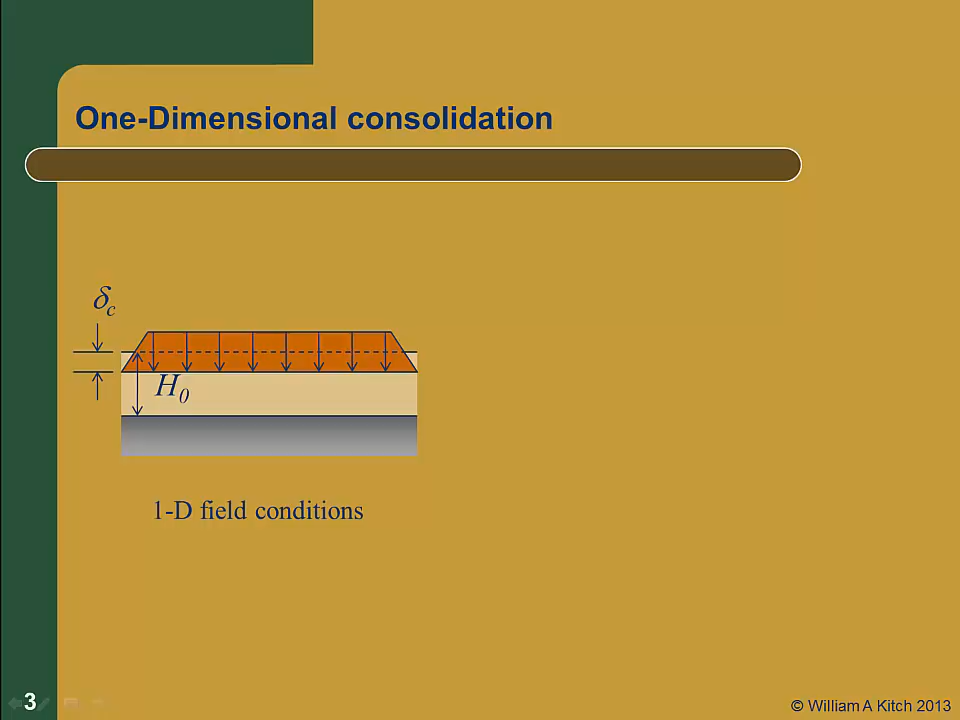 One-Dimensional consolidation
δc
H0
1-D field conditions
3
© William A Kitch 2013